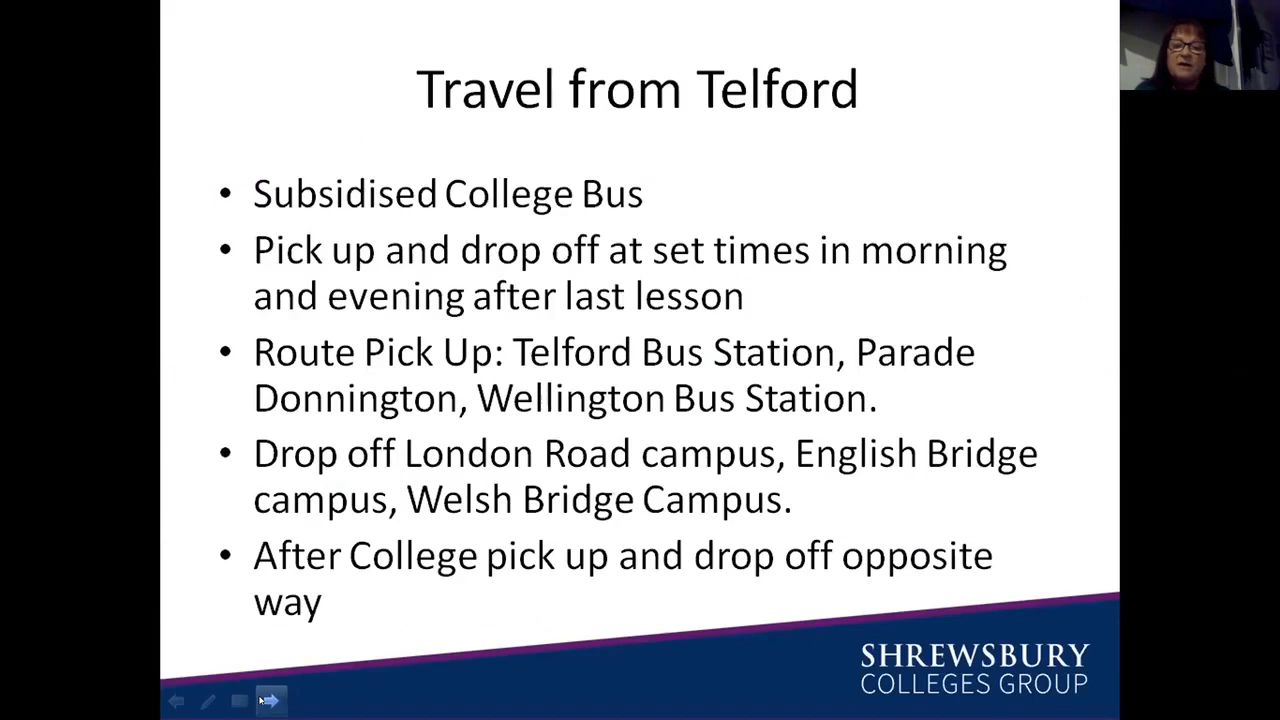 Travel from Telford
• Subsidised College Bus
• Pick up and drop off at set times in morning
and evening after last lesson
• Route Pick Up: Telford Bus Station, Parade
Donnington, Wellington Bus Station.
• Drop off London Road campus, English Bridge
campus, Welsh Bridge Campus.
• After College pick up and drop off opposite
way
SHREWSBURY
COLLEGES GROUP